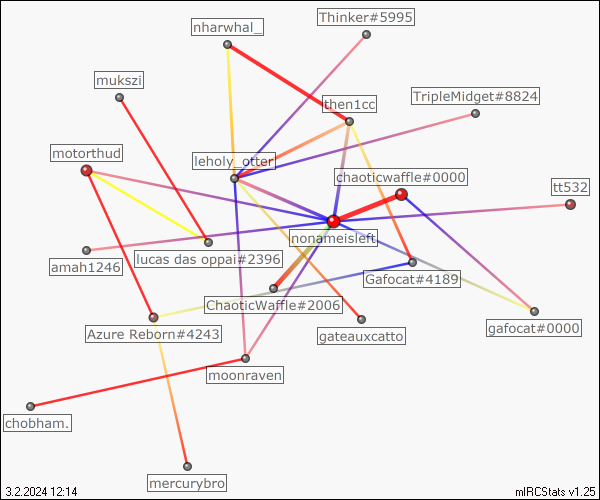 Thinker#5995
nharwhal_
mukszi
TripleMidget#8824
then1cc
motorthud
leholy_otter
chaoticwaffle#0000
tt532
nonameisleft
amah1246
lucas das oppai#2396
Gafocat#4189
ChaoticWaffle#2006
gafocat#0000
Azure Reborn#4243
gateauxcatto
moonraven
chobham.
mercurybro
3.2.2024 12:14
mIRCStats v1.25